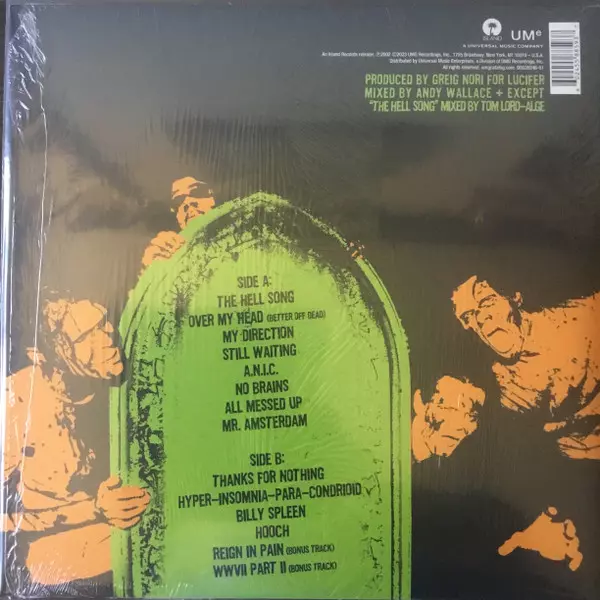 ISLAND
UMe
A UNIVERSAL MUSIC COMPANY
PRODUCED BY GREIG NORI FOR LUCIFER
MIXED BY ANDY WALLACE + EXCEPT
"THE HELL SONG" MIXED BY TOM LORD-ALGE
SIDE A:
THE HELL SONG
OVER MY HEAD (BETTER OFF DEAD)
MY DIRECTION
STILL WAITING
A.N.I.C.
NO BRAINS
ALL MESSED UP
MR. AMSTERDAM
SIDE B:
THANKS FOR NOTHING
HYPER-INSOMNIA-PARA-CONDRIOID
BILLY SPLEEN
HOOCH
REIGN IN PAIN (BONUS TRACK)
WWVII PART II (BONUS TRACK)